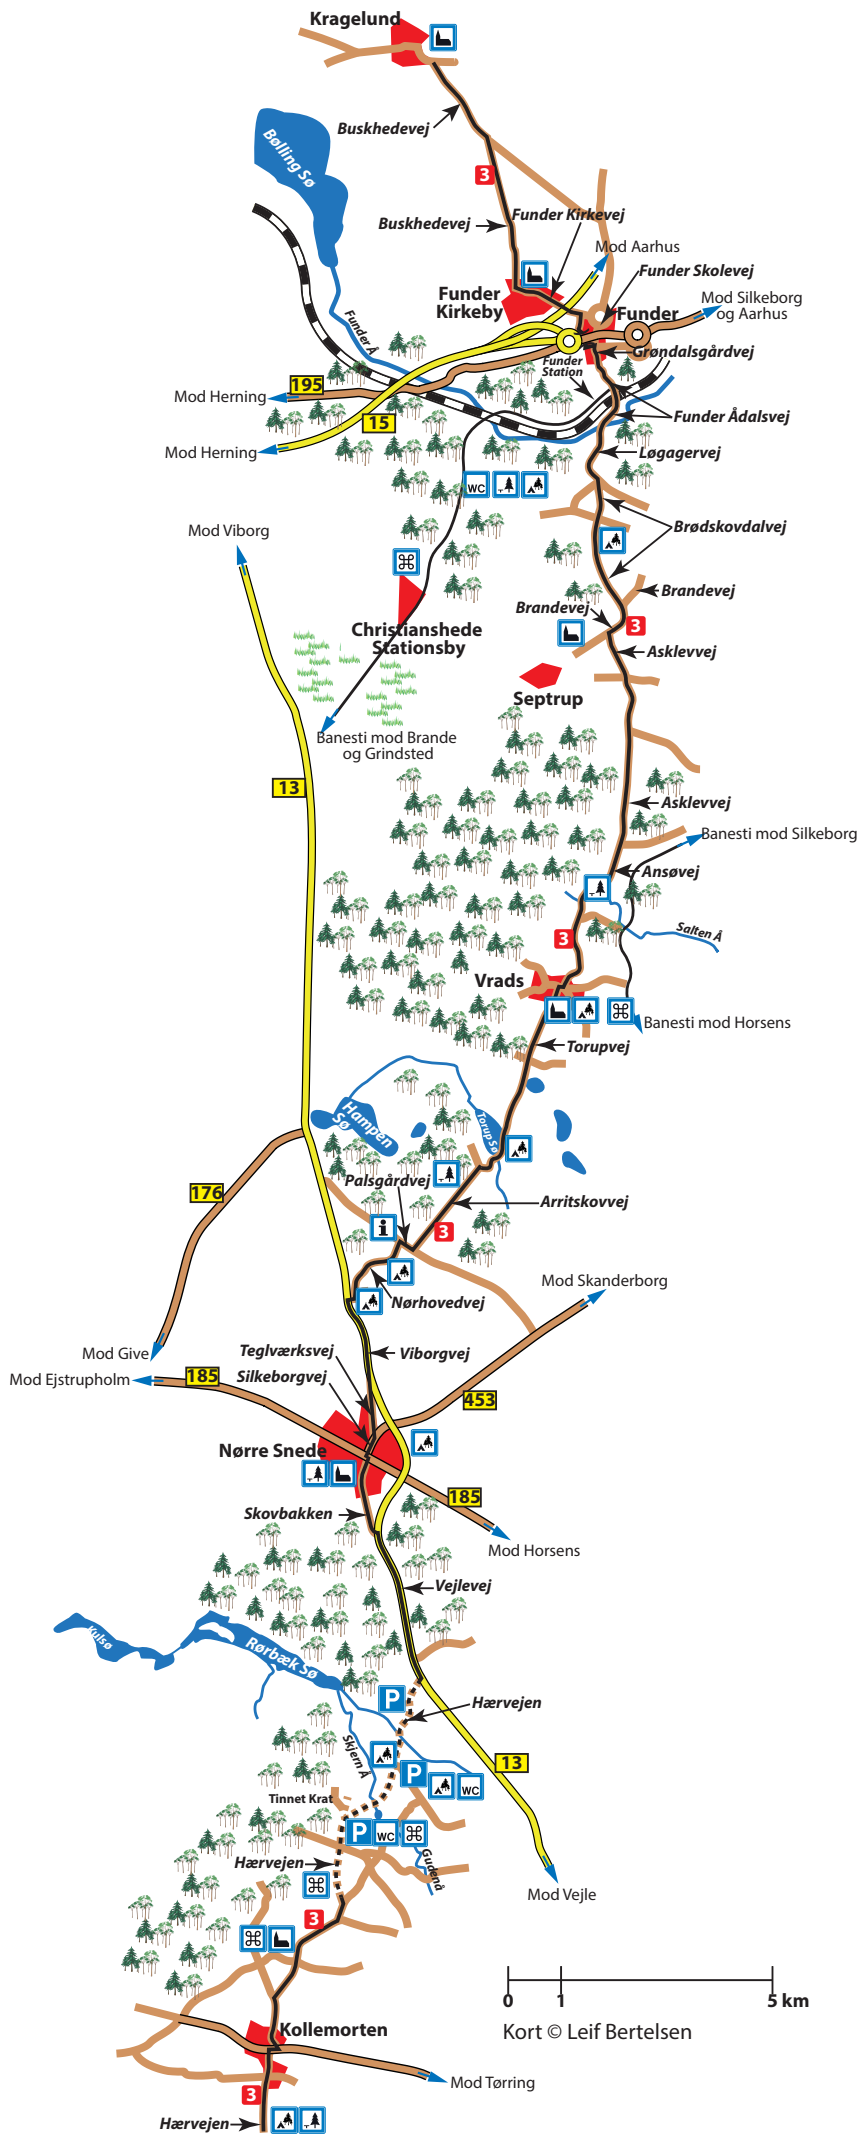 Kragelund
Buskhedevej
Bølling Sø
3
Funder Kirkevej
Buskhedevej
Mod Aarhus
Funder Skolevej
Funder
Kirkeby
Mod Silkeborg
og Aarhus
Funder
Funder Å
Grøndalsgårdvej
Funder
Station
195
Mod Herning
15
Funder Ådalsvej
Mod Herning
Løgagervej
WC
Mod Viborg
Brødskovdalvej
Brandevej
Brandevej
3
Christianshede
Stationsby
Asklevvej
Septrup
Banesti mod Brande
og Grindsted
13
Asklevvej
Banesti mod Silkeborg
Ansøvej
Salten Å
3
Vrads
Banesti mod Horsens
Torupvej
Hampen
Sø
Torup Sø
Palsgårdvej
176
Arritskovvej
i
3
Mod Skanderborg
Nørhovedvej
Mod Give
Teglværksvej
Viborgvej
Mod Ejstrupholm
185
Silkeborgvej
453
Nørre Snede
185
Skovbakken
Mod Horsens
Vejlevej
Kulsø
Rørbæk Sø
P
Hærvejen
Skjern Å
13
P
WC
Tinnet Krat
P
WC
Hærvejen
Gudenå
Mod Vejle
3
0
1
5 km
Kollemorten
Kort © Leif Bertelsen
Mod Tørring
3
Hærvejen